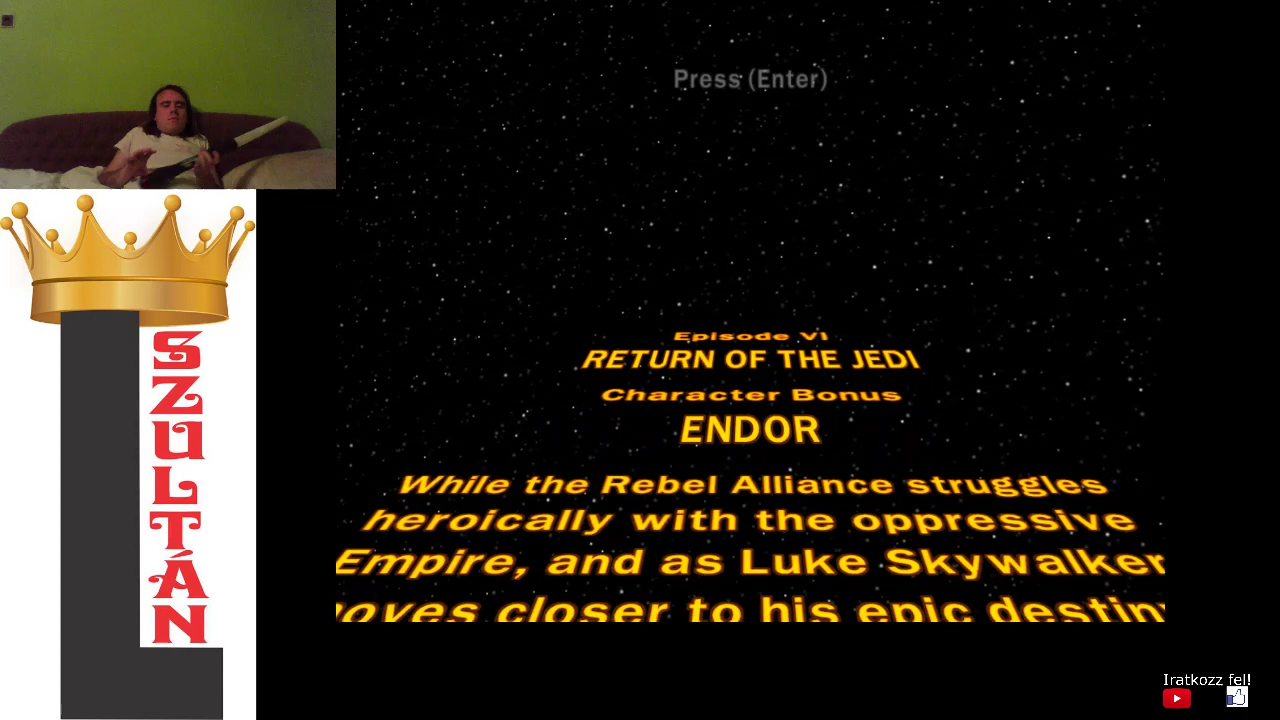 Press (Enter)
Episode VI
RETURN OF THE JEDI
Character Bonus
ENDOR
While the Rebel Alliance struggles
heroically with the oppressive
Empire, and as Luke Skywalker
closer to his epic
L
SZULTÁN
Iratkozz fel!